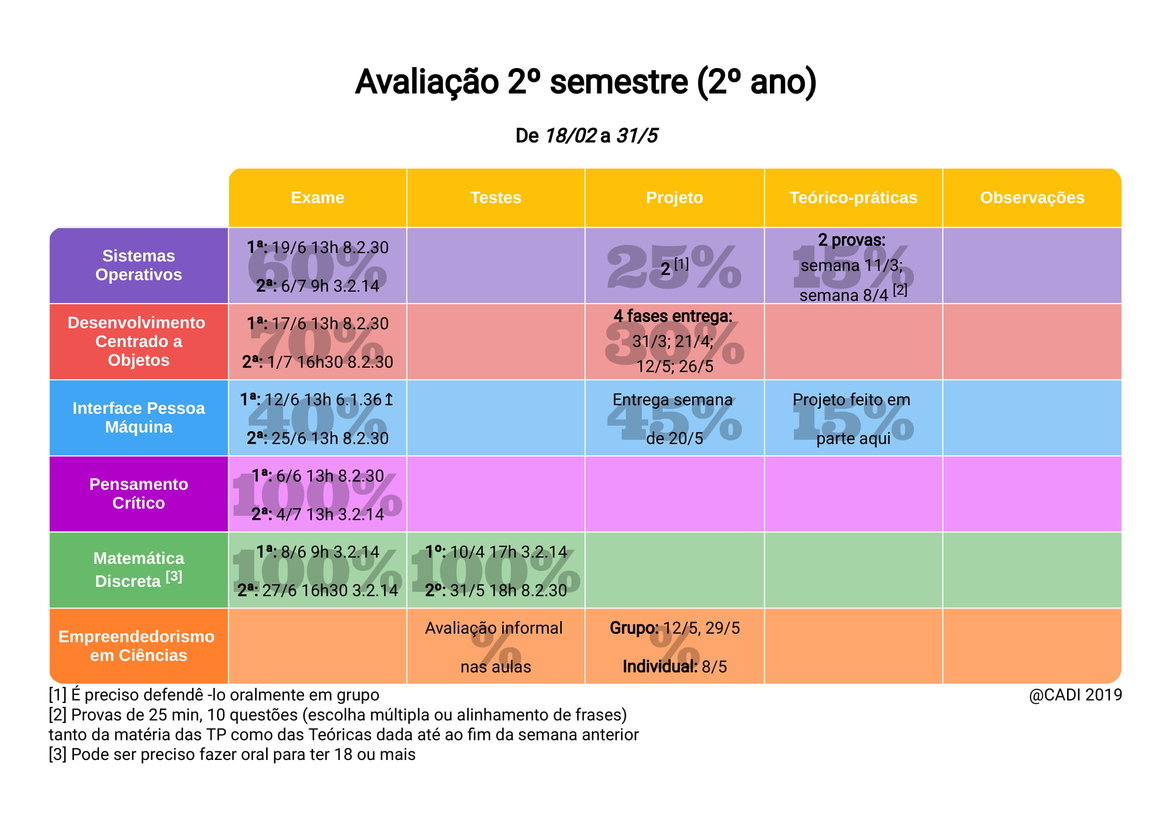 Avaliação 2º semestre (2º ano)
De 18/02 a 31/5
Exame
Testes
Projeto
Teórico-práticas
Observações
Sistemas
Operativos
60%
1ª: 19/6 13h 8.2.30
2ª: 6/7 9h 3.2.14
25%
2 [1]
15%
2 provas:
semana 11/3;
semana 8/4 [2]
Desenvolvimento
Centrado a
Objetos
70%
1ª: 17/6 13h 8.2.30
2ª: 1/7 16h30 8.2.30
30%
4 fases entrega:
31/3; 21/4;
12/5; 26/5
Interface Pessoa
Máquina
40%
1ª: 12/6 13h 6.1.36↥
2ª: 25/6 13h 8.2.30
45%
Entrega semana
de 20/5
15%
Projeto feito em
parte aqui
Pensamento
Crítico
100%
1ª: 6/6 13h 8.2.30
2ª: 4/7 13h 3.2.14
Matemática
Discreta [3]
100%
1ª: 8/6 9h 3.2.14
2ª: 27/6 16h30 3.2.14
100%
1º: 10/4 17h 3.2.14
2º: 31/5 18h 8.2.30
Empreendedorismo
em Ciências
%
Avaliação informal
nas aulas
%
Grupo: 12/5, 29/5
Individual: 8/5
[1] É preciso defendê -lo oralmente em grupo
@CADI 2019
[2] Provas de 25 min, 10 questões (escolha múltipla ou alinhamento de frases)
tanto da matéria das TP como das Teóricas dada até ao fim da semana anterior
[3] Pode ser preciso fazer oral para ter 18 ou mais